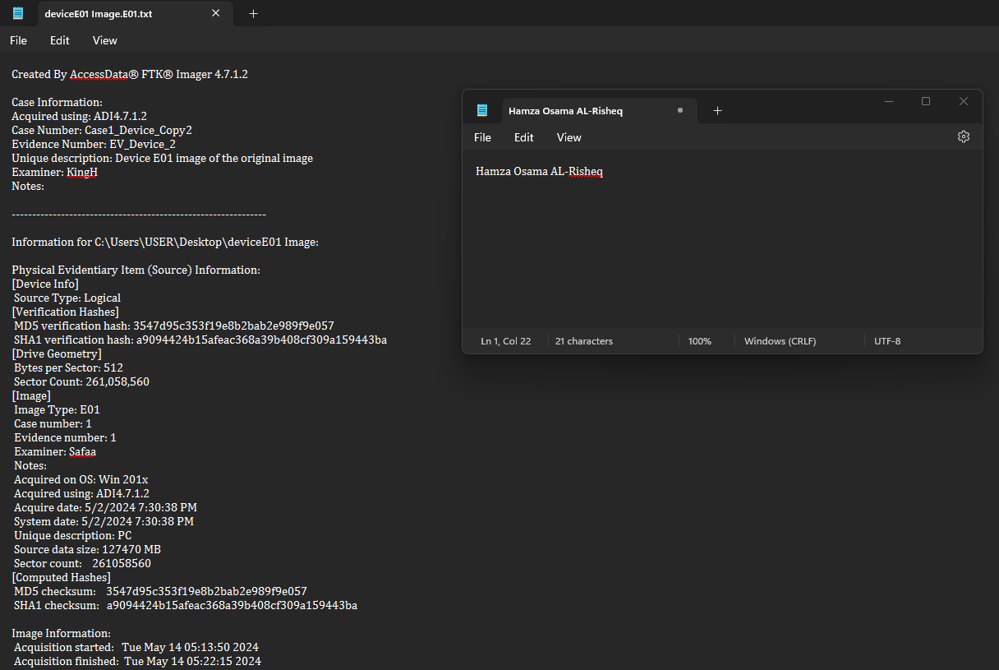 deviceE01 Image.E01.txt
File Edit View
Created By AccessData® FTK® Imager 4.7.1.2
Case Information:
Acquired using: ADI4.7.1.2
Case Number: Case1_Device_Copy2
Evidence Number: EV_Device_2
Unique description: Device E01 image of the original image
Examiner: KingH
Notes:
--------------------------------------------------------------
Information for C:\Users\USER\Desktop\deviceE01 Image:
Physical Evidentiary Item (Source) Information:
[Device Info]
Source Type: Logical
[Verification Hashes]
MD5 verification hash: 3547d95c353f19e8b2bab2e989f9e057
SHA1 verification hash: a9094424b15afeac368a39b408cf309a159443ba
[Drive Geometry]
Bytes per Sector: 512
Sector Count: 261,058,560
[Image]
Image Type: E01
Case number: 1
Evidence number: 1
Examiner: Safaa
Notes:
Acquired on OS: Win 201x
Acquired using: ADI4.7.1.2
Acquire date: 5/2/2024 7:30:38 PM
System date: 5/2/2024 7:30:38 PM
Unique description: PC
Source data size: 127470 MB
Sector count: 261058560
[Computed Hashes]
MD5 checksum: 3547d95c353f19e8b2bab2e989f9e057
SHA1 checksum: a9094424b15afeac368a39b408cf309a159443ba
Image Information:
Acquisition started: Tue May 14 05:13:50 2024
Acquisition finished: Tue May 14 05:22:15 2024
Hamza Osama AL-Risheq
File Edit View
Hamza Osama AL-Risheq
Ln 1, Col 22 21 characters 100% Windows (CRLF) UTF-8